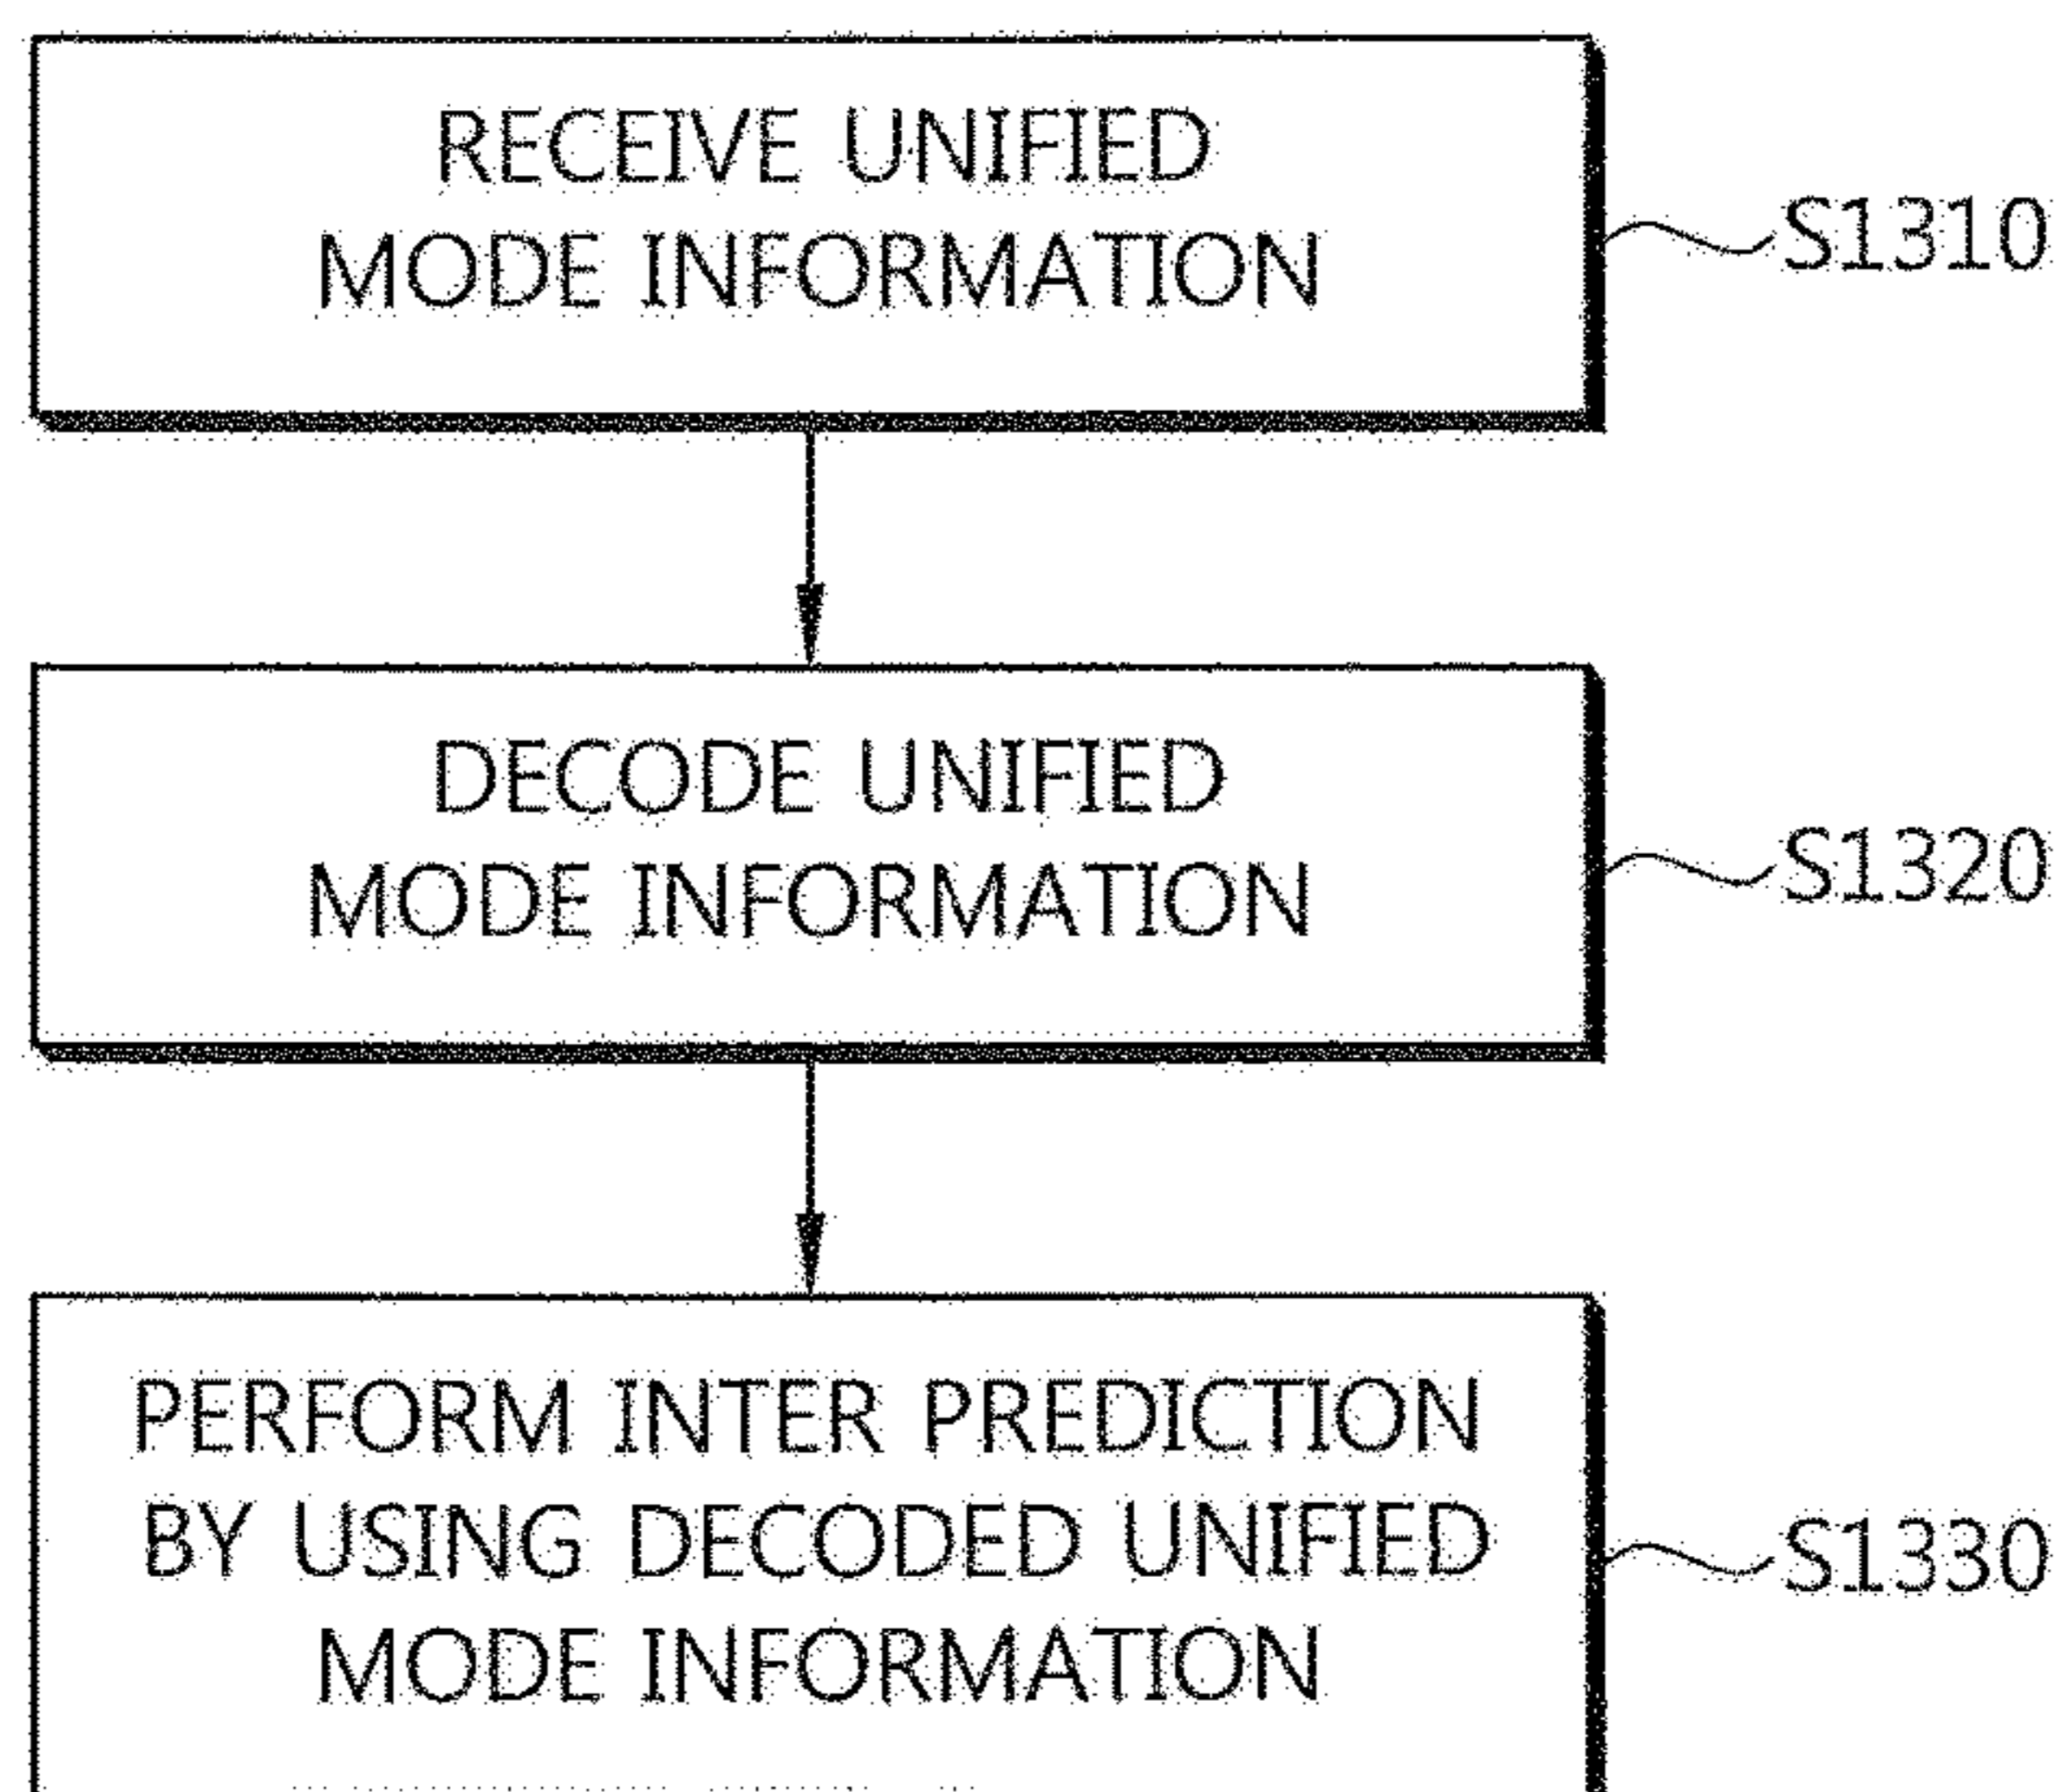 RECEIVE UNIFIED
MODE INFORMATION
S1310
DECODE UNIFIED
MODE INFORMATION
S1320
PERFORM INTER PREDICTION
BY USING DECODED UNIFIED
MODE INFORMATION
S1330